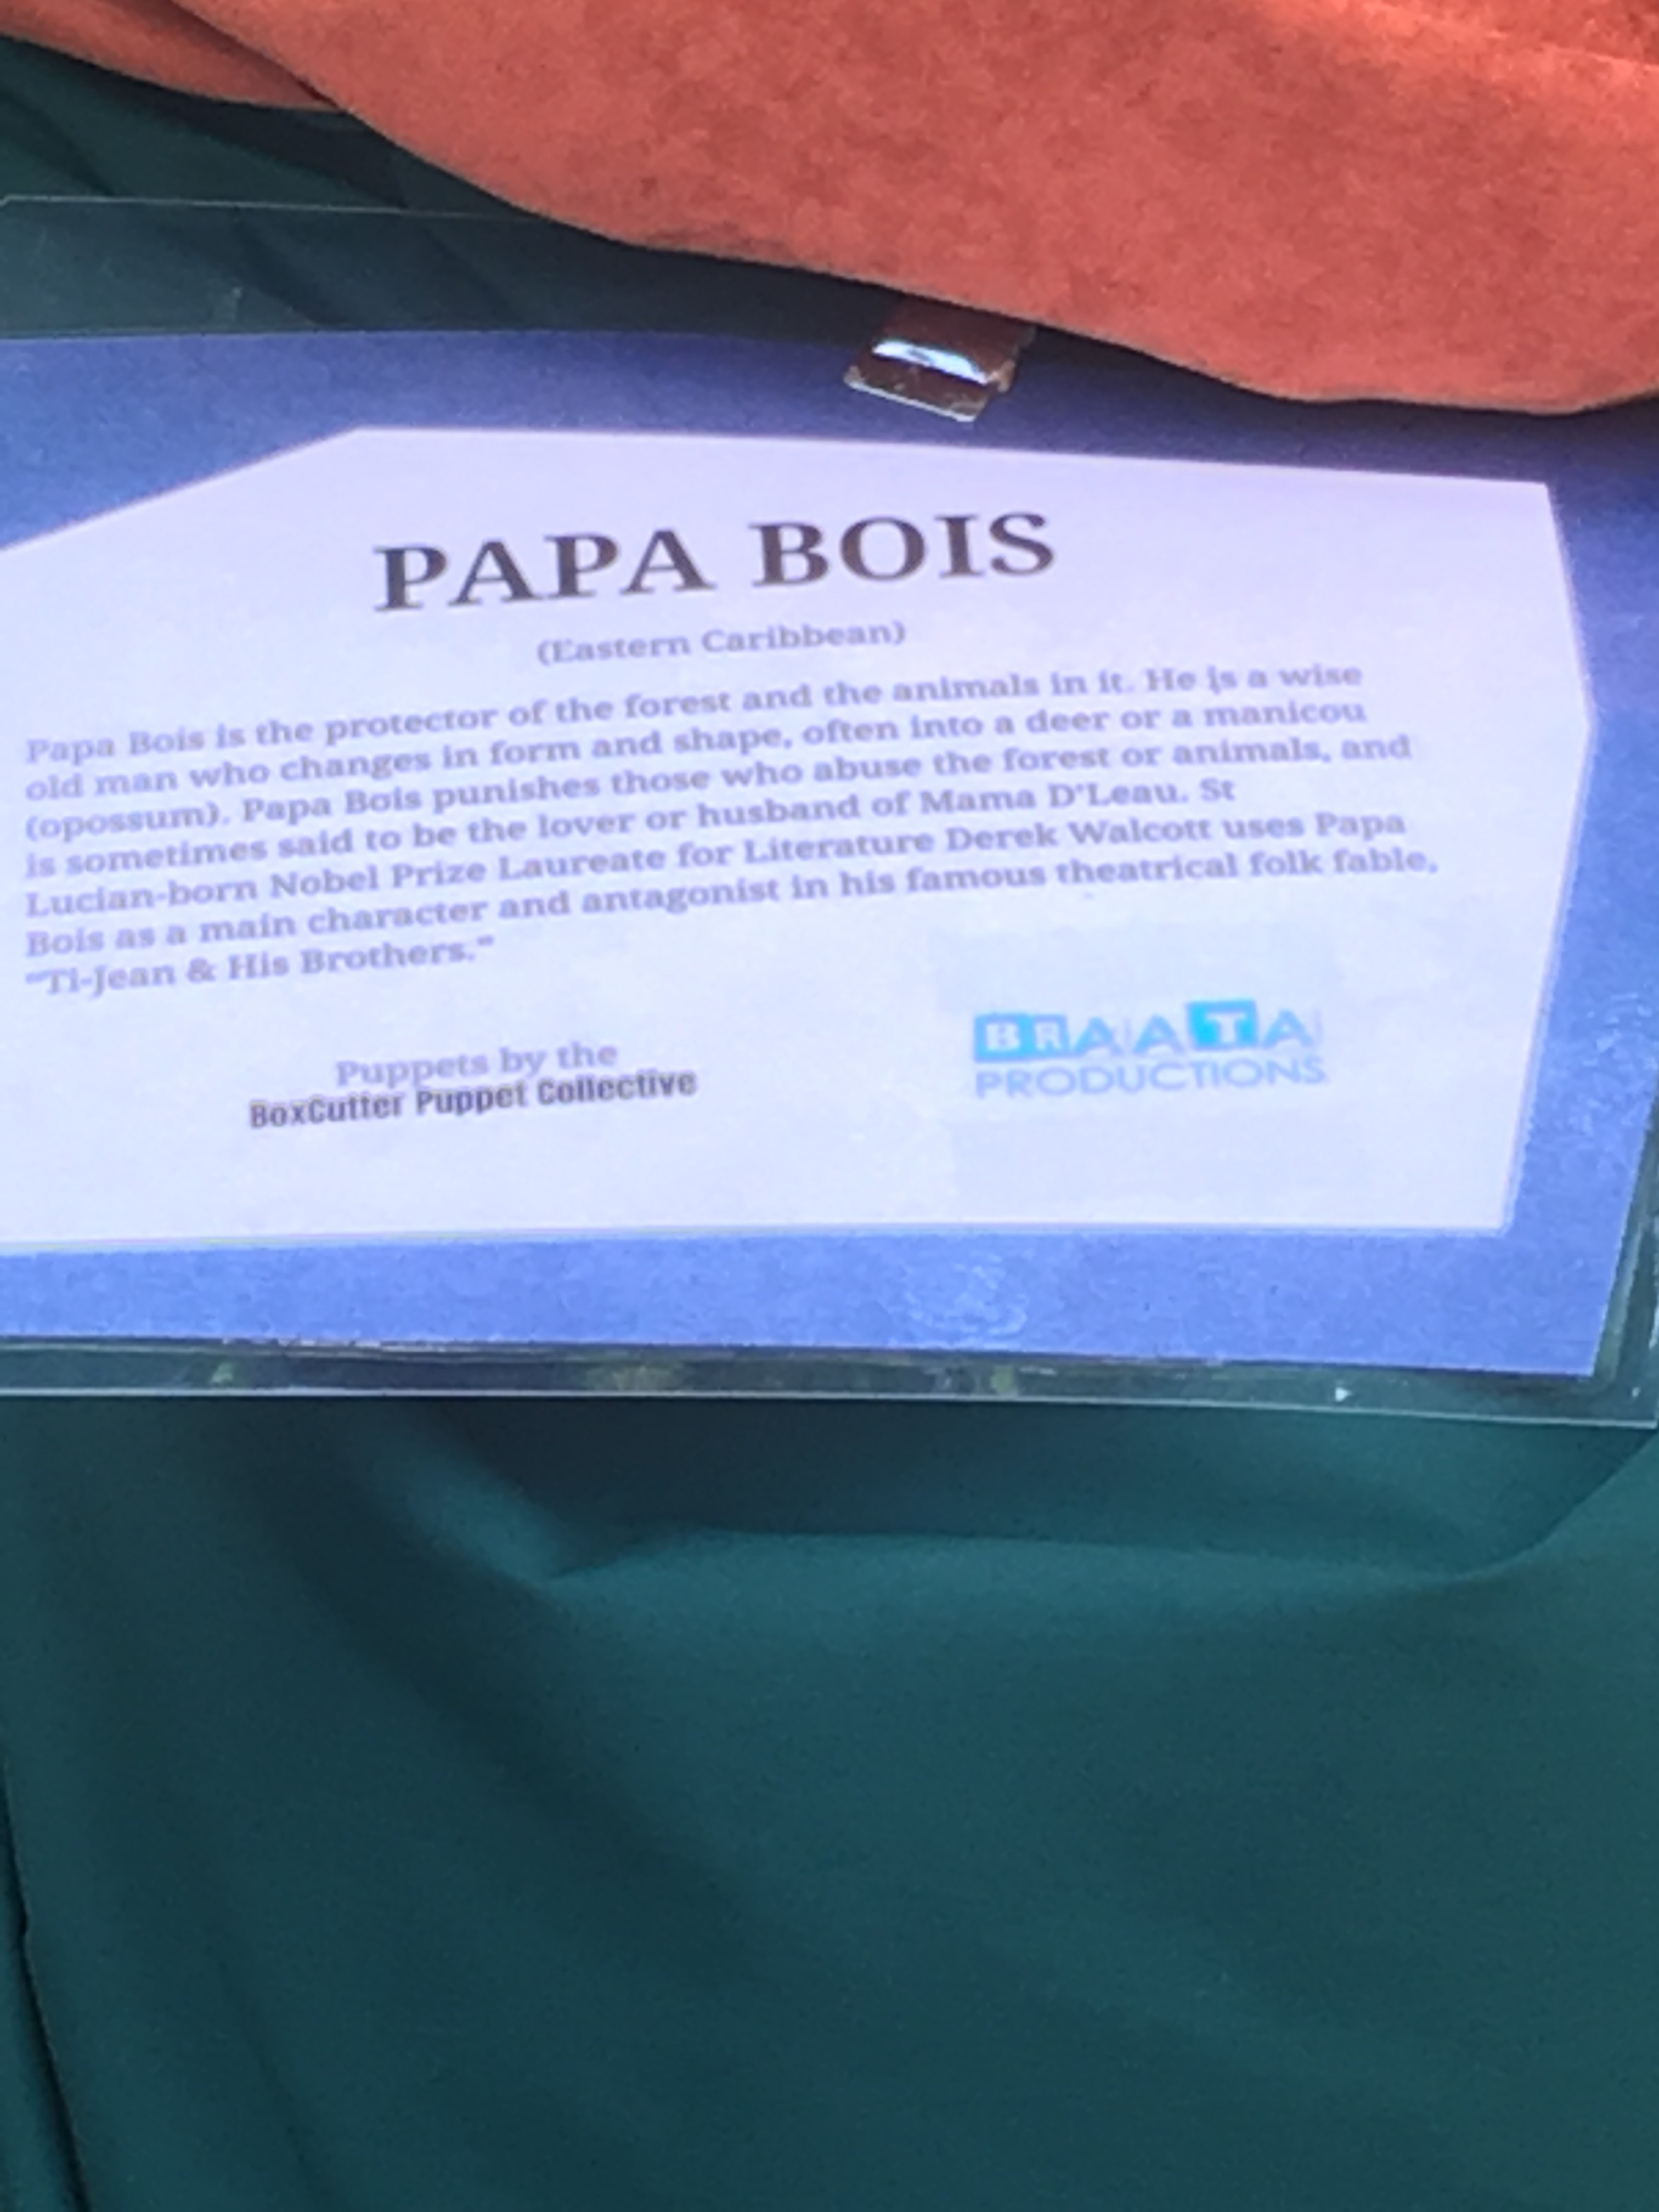 PAPA BOIS
(Eastern Caribbean)
Papa Bois is the protector of the forest and the animals in it. He is a wise
old man who changes in form and shape, often into a deer or a manicou
(opossum). Papa Bois punishes those who abuse the forest or animals, and
is sometimes said to be the lover or husband of Mama D'Leau. St
Lucian-born Nobel Prize Laureate for Literature Derek Walcott uses Papa
Bois as a main character and antagonist in his famous theatrical folk fable,
“Ti-Jean & His Brothers.”
Puppets by the
BoxCutter Puppet Collective
BRAATA
PRODUCTIONS